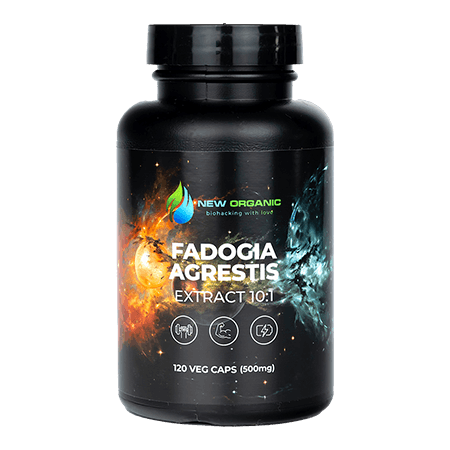 NEW ORGANIC
biohacking with love
FADOGIA
AGRESTIS
EXTRACT 10:1
120 VEG CAPS (500mg)